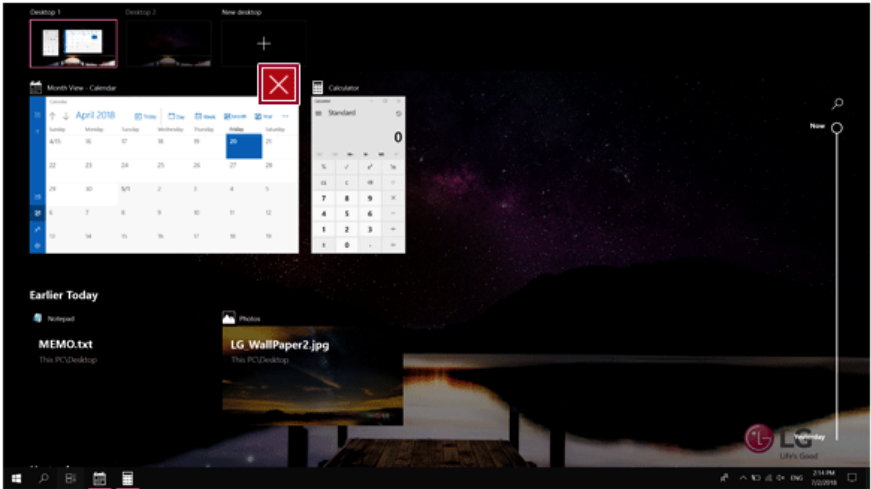 Desktop 1
Desktop 2
New desktop
Month View - Calendar
Calculator
Calendar
April 2018
Today
Day
Week
Month
Year
Sunday Monday Tuesday Wednesday Thursday Friday Saturday
4/15 16 17 18 19 20 21
22 23 24 25 26 27 28
29 30 5/1 2 3 4 5
6 7 8 9 10 11 12
13 14 15 16 17 18 19
Standard
0
CE C
7 8 9 ×
4 5 6 −
1 2 3 +
± 0 . =
Now
Earlier Today
Notepad
MEMO.txt
This PC\Desktop
Photos
LG_WallPaper2.jpg
This PC\Desktop
LG
Yesterday
Life's Good
ENG
2:14 PM
7/2/2018